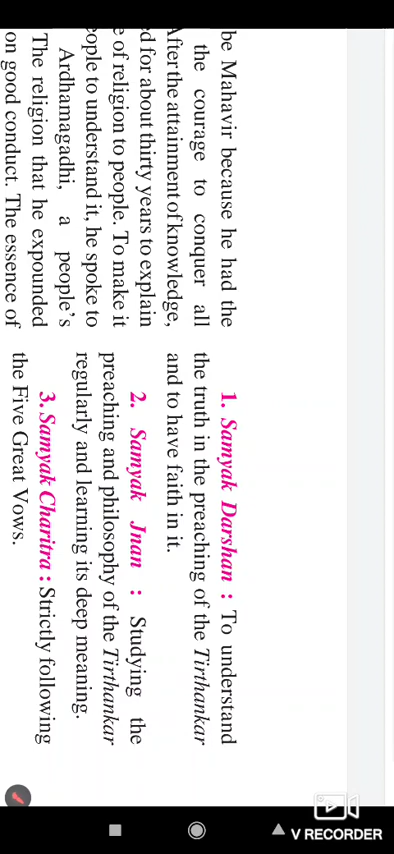 be Mahavir because he had the
the courage to conquer all
After the attainment of knowledge,
ed for about thirty years to explain
e of religion to people. To make it
eople to understand it, he spoke to
Ardhamagadhi, a people's
The religion that he expounded
on good conduct. The essence of
1. Samyak Darshan : To understand
the truth in the preaching of the Tirthankar
and to have faith in it.
2. Samyak Jnan : Studying the
preaching and philosophy of the Tirthankar
regularly and learning its deep meaning.
3. Samyak Charitra : Strictly following
the Five Great Vows.
V RECORDER